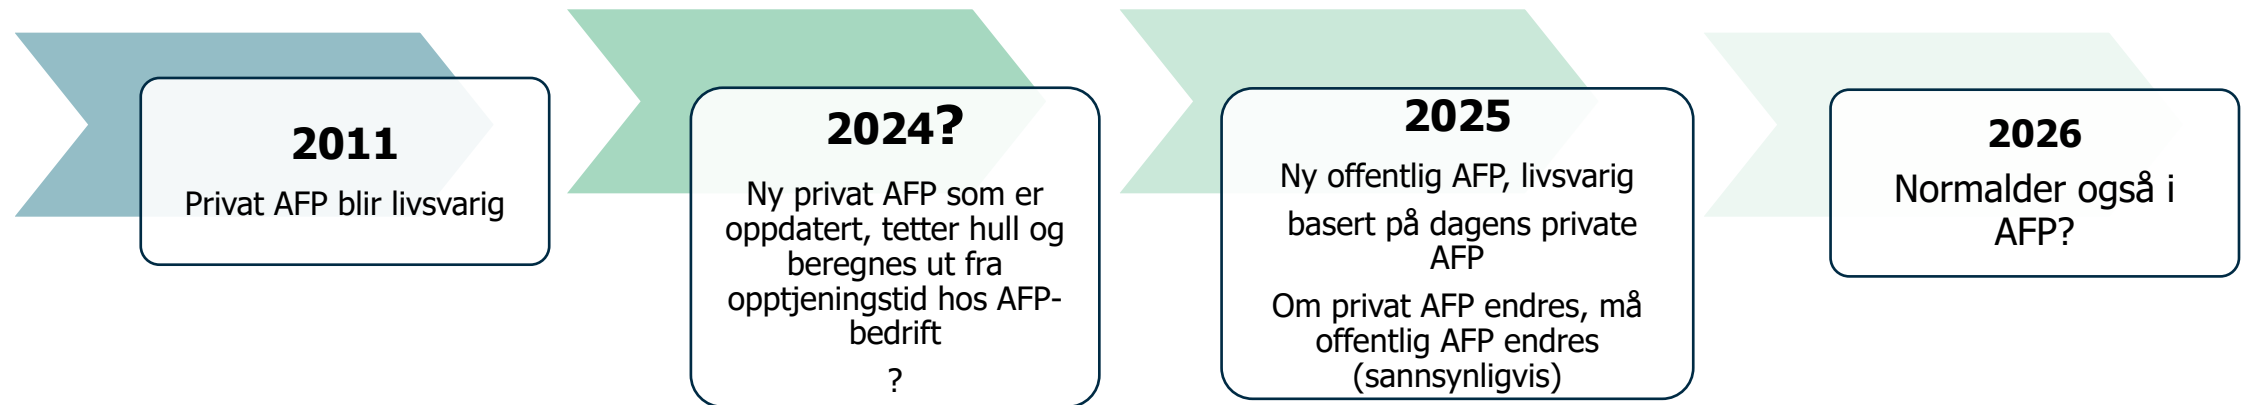 2011
Privat AFP blir livsvarig
2024?
Ny privat AFP som er
oppdatert, tetter hull og
beregnes ut fra
opptjeningstid hos AFP-
bedrift
?
2025
Ny offentlig AFP, livsvarig
basert på dagens private
AFP
Om privat AFP endres, må
offentlig AFP endres
(sannsynligvis)
2026
Normalder også i
AFP?